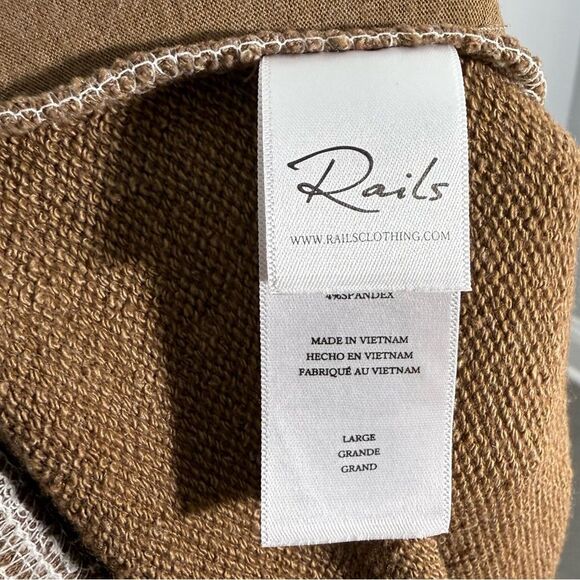 Rails
WWW.RAILSCLOTHING.COM
4%SPANDEX
MADE IN VIETNAM
HECHO EN VIETNAM
FABRIQUÉ AU VIETNAM
LARGE
GRANDE
GRAND